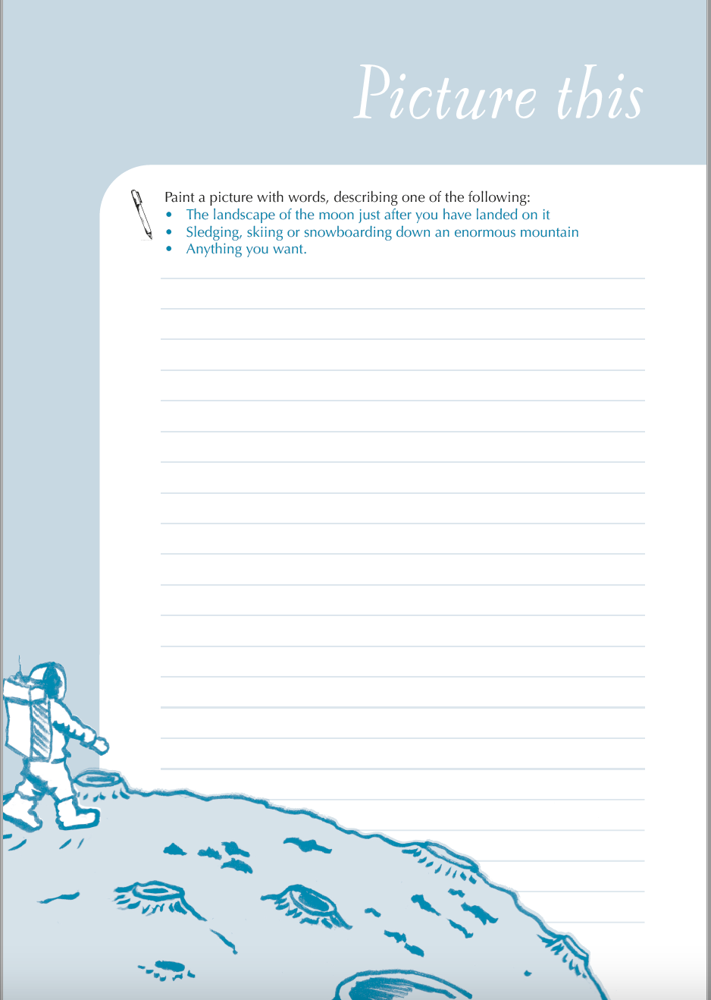 Picture this
Paint a picture with words, describing one of the following:
• The landscape of the moon just after you have landed on it
• Sledging, skiing or snowboarding down an enormous mountain
• Anything you want.